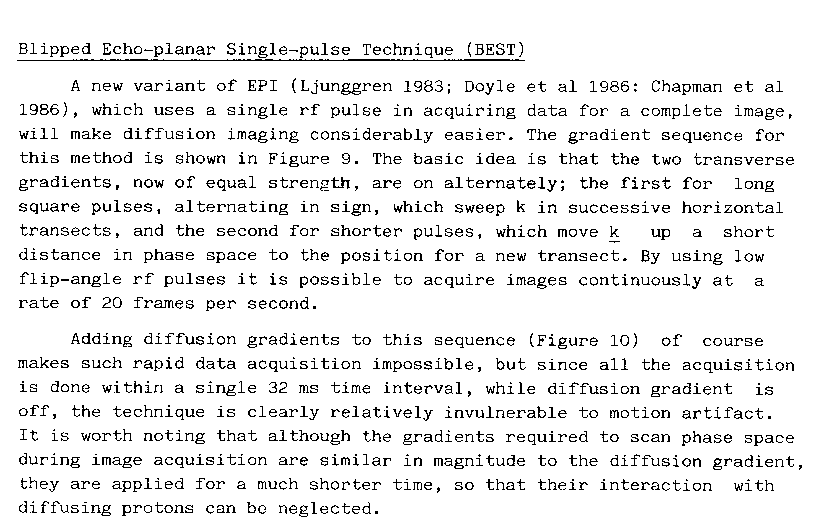 Blipped Echo-planar Single-pulse Technique (BEST)
A new variant of EPI (Ljunggren 1983; Doyle et al 1986: Chapman et al
1986), which uses a single rf pulse in acquiring data for a complete image,
will make diffusion imaging considerably easier. The gradient sequence for
this method is shown in Figure 9. The basic idea is that the two transverse
gradients, now of equal strength, are on alternately; the first for long
square pulses, alternating in sign, which sweep k in successive horizontal
transects, and the second for shorter pulses, which move k up a short
distance in phase space to the position for a new transect. By using low
flip-angle rf pulses it is possible to acquire images continuously at a
rate of 20 frames per second.
Adding diffusion gradients to this sequence (Figure 10) of course
makes such rapid data acquisition impossible, but since all the acquisition
is done within a single 32 ms time interval, while diffusion gradient is
off, the technique is clearly relatively invulnerable to motion artifact.
It is worth noting that although the gradients required to scan phase space
during image acquisition are similar in magnitude to the diffusion gradient,
they are applied for a much shorter time, so that their interaction with
diffusing protons can be neglected.